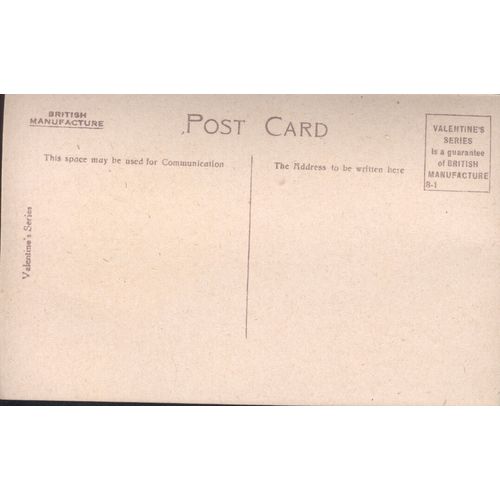 BRITISH
MANUFACTURE
POST CARD
VALENTINE'S
SERIES
is a guarantee
of BRITISH
MANUFACTURE
8-1
This space may be used for Communication
The Address to be written here
Valentine's Series